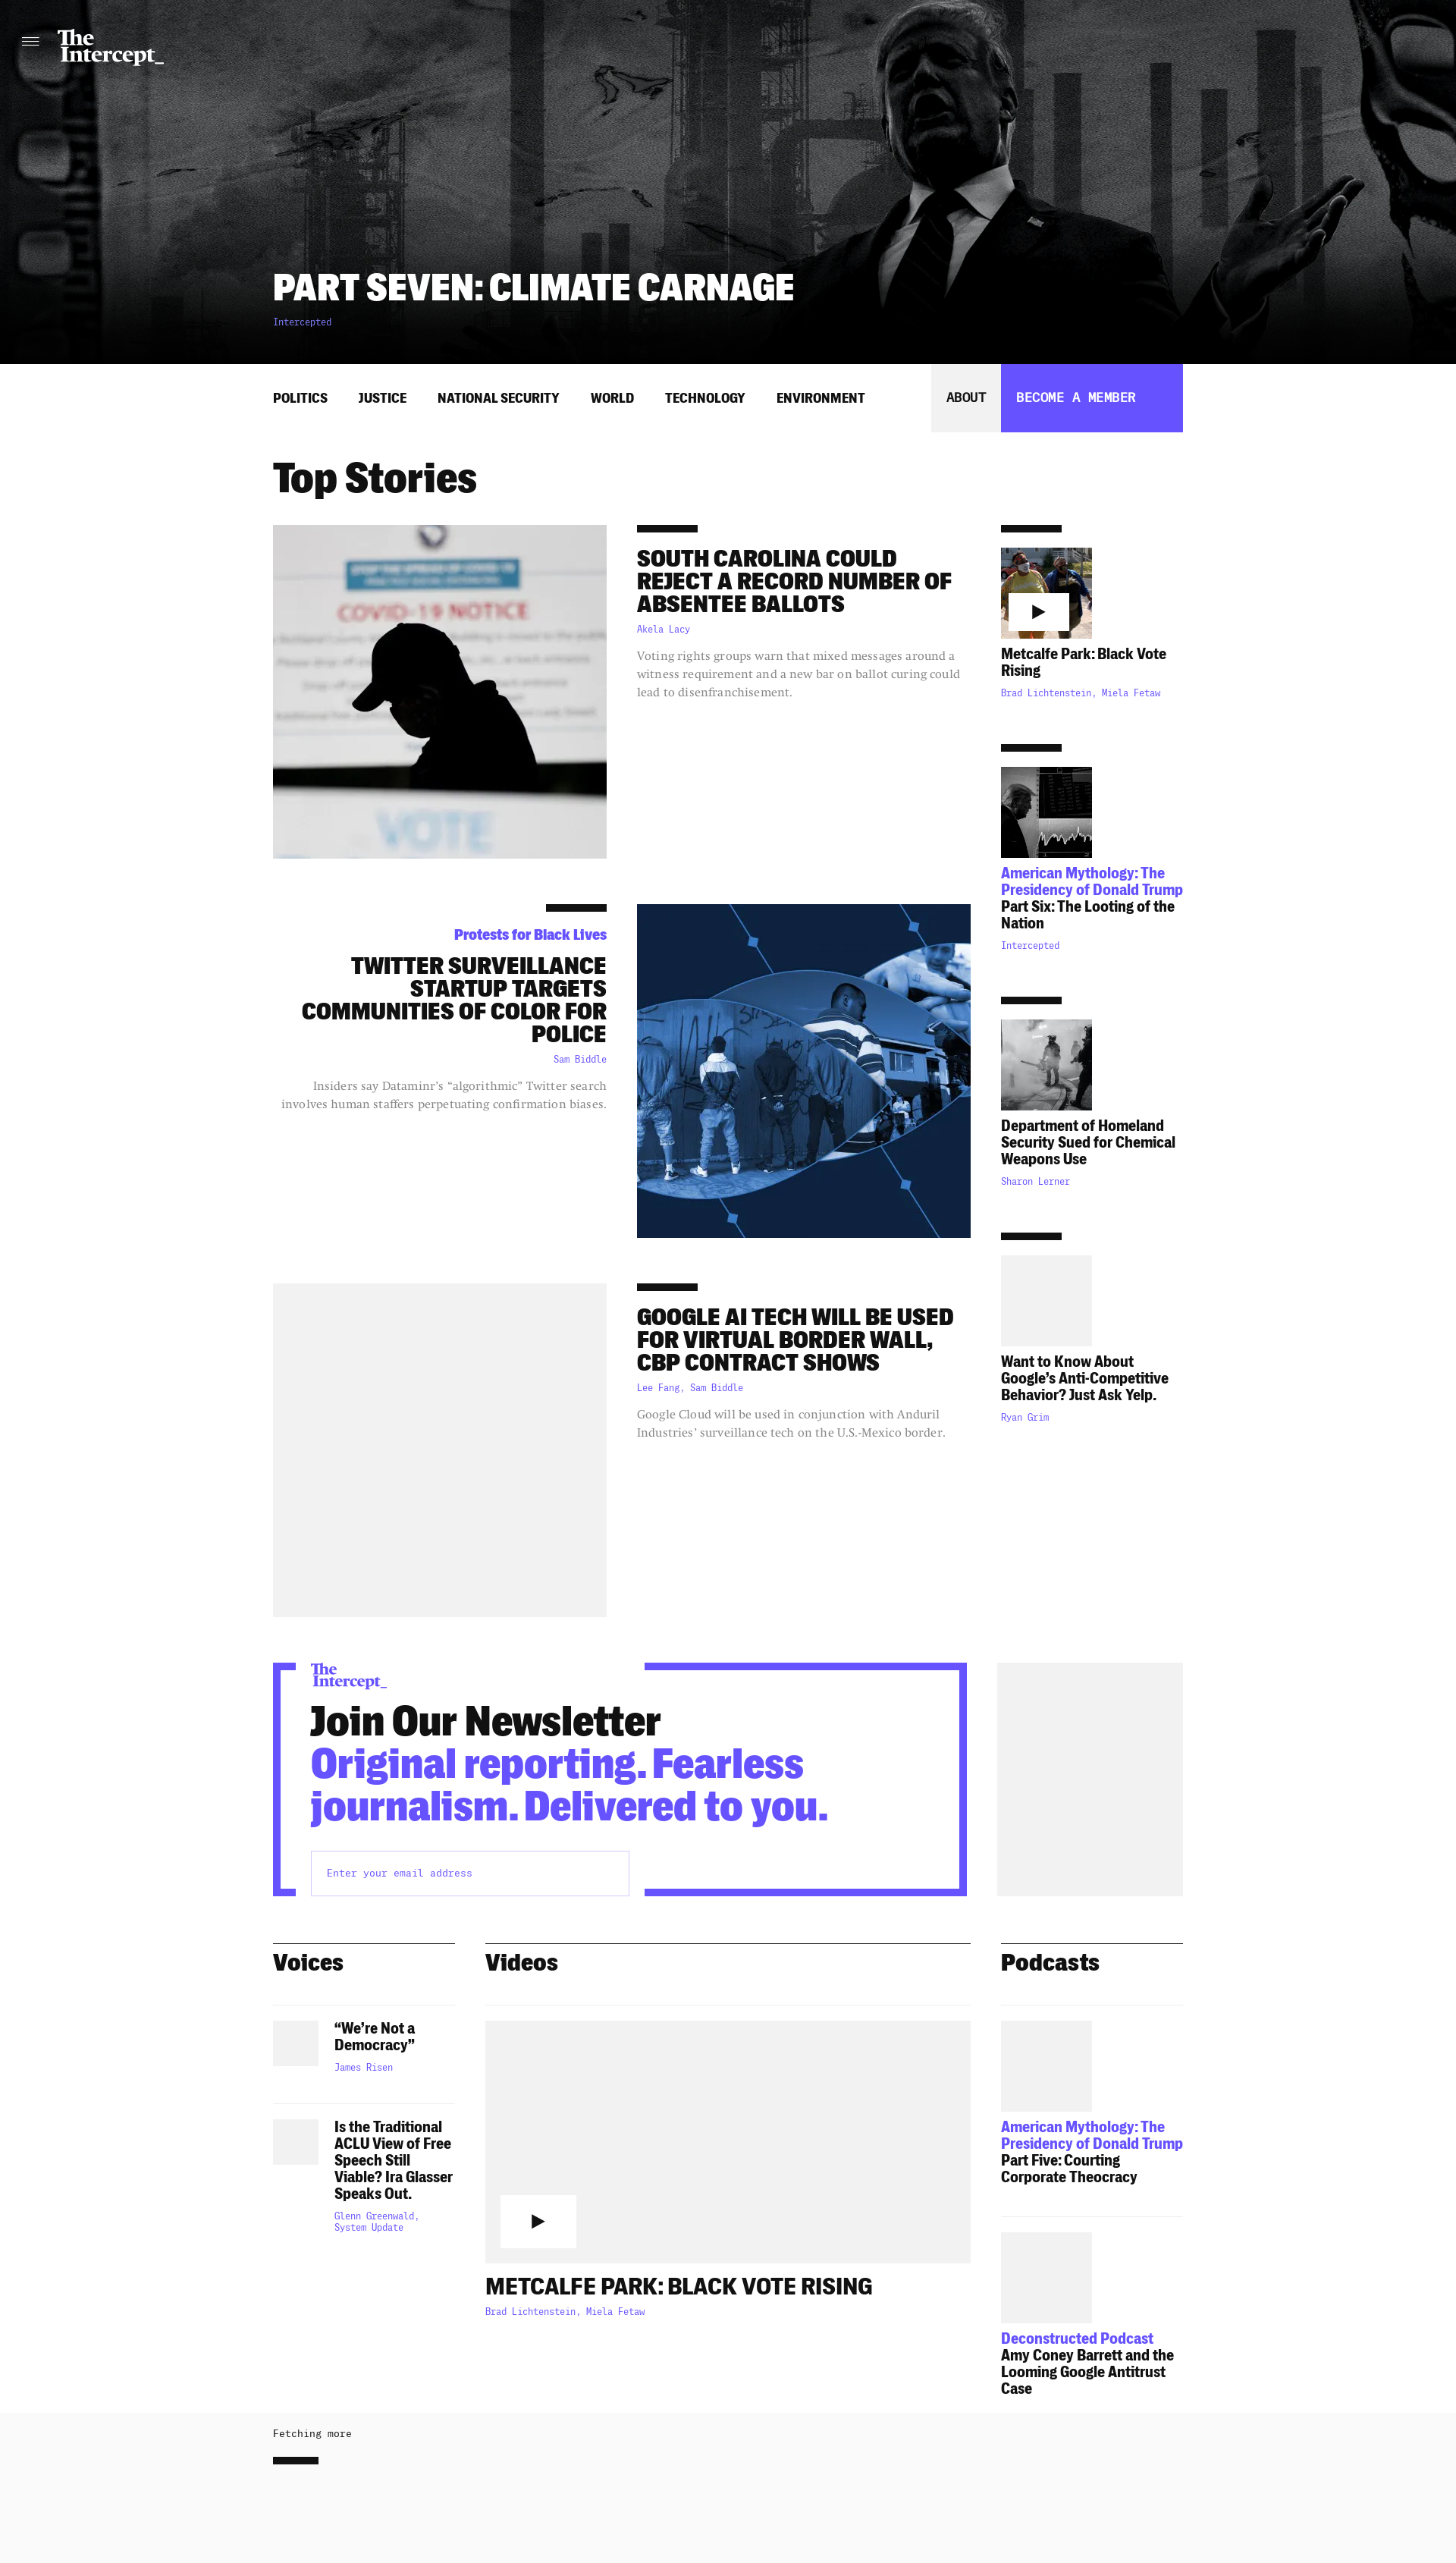 The
Intercept_
PART SEVEN: CLIMATE CARNAGE
Intercepted
POLITICS JUSTICE NATIONAL SECURITY WORLD TECHNOLOGY ENVIRONMENT ABOUT BECOME A MEMBER
Top Stories
COVID-19 NOTICE
VOTE
SOUTH CAROLINA COULD
REJECT A RECORD NUMBER OF
ABSENTEE BALLOTS
Akela Lacy
Voting rights groups warn that mixed messages around a
witness requirement and a new bar on ballot curing could
lead to disenfranchisement.
Protests for Black Lives
TWITTER SURVEILLANCE
STARTUP TARGETS
COMMUNITIES OF COLOR FOR
POLICE
Sam Biddle
Insiders say Dataminr’s “algorithmic” Twitter search
involves human staffers perpetuating confirmation biases.
GOOGLE AI TECH WILL BE USED
FOR VIRTUAL BORDER WALL,
CBP CONTRACT SHOWS
Lee Fang, Sam Biddle
Google Cloud will be used in conjunction with Anduril
Industries’ surveillance tech on the U.S.-Mexico border.
Metcalfe Park: Black Vote
Rising
Brad Lichtenstein, Miela Fetaw
American Mythology: The
Presidency of Donald Trump
Part Six: The Looting of the
Nation
Intercepted
Department of Homeland
Security Sued for Chemical
Weapons Use
Sharon Lerner
Want to Know About
Google’s Anti-Competitive
Behavior? Just Ask Yelp.
Ryan Grim
The
Intercept_
Join Our Newsletter
Original reporting. Fearless
journalism. Delivered to you.
Enter your email address
Voices
“We’re Not a
Democracy”
James Risen
Is the Traditional
ACLU View of Free
Speech Still
Viable? Ira Glasser
Speaks Out.
Glenn Greenwald,
System Update
Videos
METCALFE PARK: BLACK VOTE RISING
Brad Lichtenstein, Miela Fetaw
Podcasts
American Mythology: The
Presidency of Donald Trump
Part Five: Courting
Corporate Theocracy
Deconstructed Podcast
Amy Coney Barrett and the
Looming Google Antitrust
Case
Fetching more